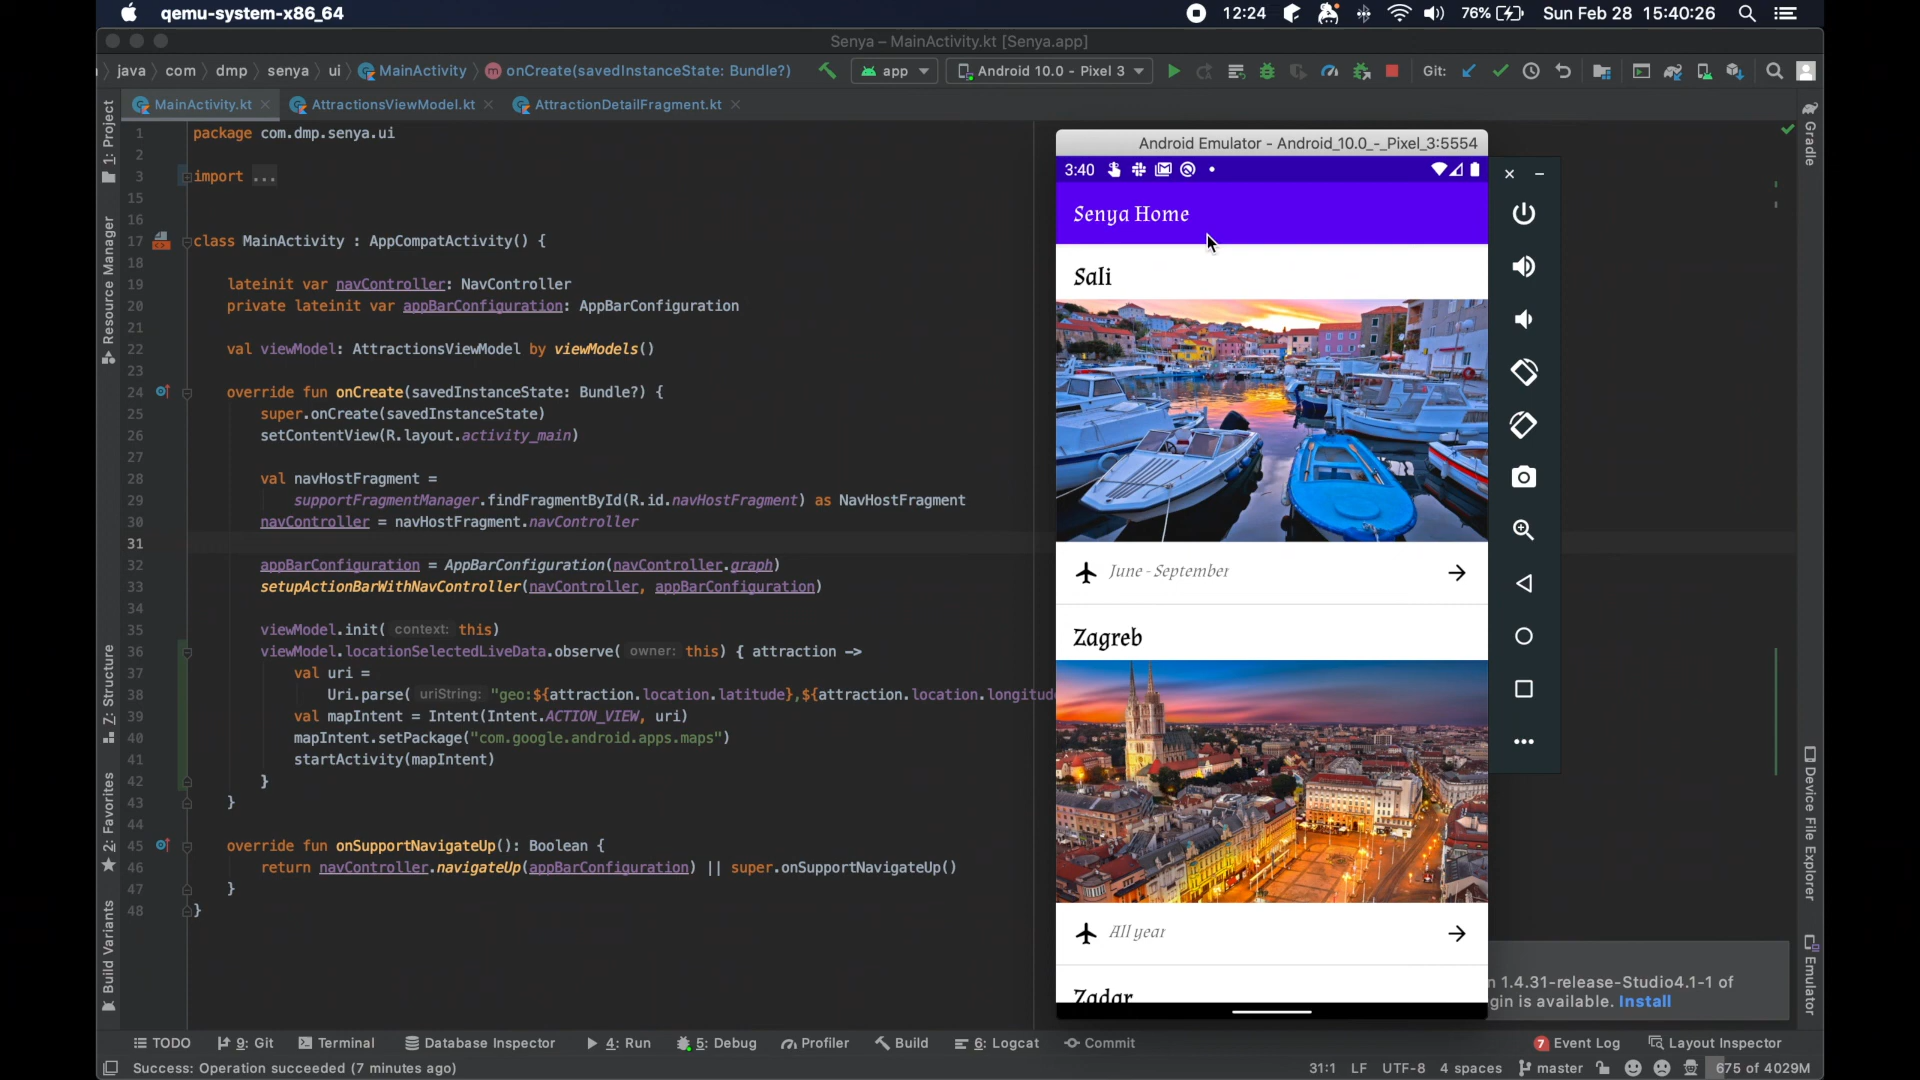 qemu-system-x86_64
12:24
76%
Sun Feb 28 15:40:26
Senya – MainActivity.kt [Senya.app]
java com dmp senya ui MainActivity onCreate(savedInstanceState: Bundle?)
app
Android 10.0 - Pixel 3
Git:
MainActivity.kt
AttractionsViewModel.kt
AttractionDetailFragment.kt
1: Project
Resource Manager
Z: Structure
2: Favorites
Build Variants
1 package com.dmp.senya.ui
2
3 import ...
15
16
17 class MainActivity : AppCompatActivity() {
18
19 lateinit var navController: NavController
20 private lateinit var appBarConfiguration: AppBarConfiguration
21
22 val viewModel: AttractionsViewModel by viewModels()
23
24 override fun onCreate(savedInstanceState: Bundle?) {
25 super.onCreate(savedInstanceState)
26 setContentView(R.layout.activity_main)
27
28 val navHostFragment =
29 supportFragmentManager.findFragmentById(R.id.navHostFragment) as NavHostFragment
30 navController = navHostFragment.navController
31
32 appBarConfiguration = AppBarConfiguration(navController.graph)
33 setupActionBarWithNavController(navController, appBarConfiguration)
34
35 viewModel.init( context: this)
36 viewModel.locationSelectedLiveData.observe( owner: this) { attraction ->
37 val uri =
38 Uri.parse( uriString: "geo:${attraction.location.latitude},${attraction.location.longitud
39 val mapIntent = Intent(Intent.ACTION_VIEW, uri)
40 mapIntent.setPackage("com.google.android.apps.maps")
41 startActivity(mapIntent)
42 }
43 }
44
45 override fun onSupportNavigateUp(): Boolean {
46 return navController.navigateUp(appBarConfiguration) || super.onSupportNavigateUp()
47 }
48 }
Android Emulator - Android_10.0_-_Pixel_3:5554
3:40
Senya Home
Sali
June - September
Zagreb
All year
Zadar
Gradle
Device File Explorer
Emulator
n 1.4.31-release-Studio4.1-1 of
gin is available. Install
TODO
9: Git
Terminal
Database Inspector
4: Run
5: Debug
Profiler
Build
6: Logcat
Commit
7 Event Log
Layout Inspector
Success: Operation succeeded (7 minutes ago)
31:1 LF UTF-8 4 spaces master 675 of 4029M